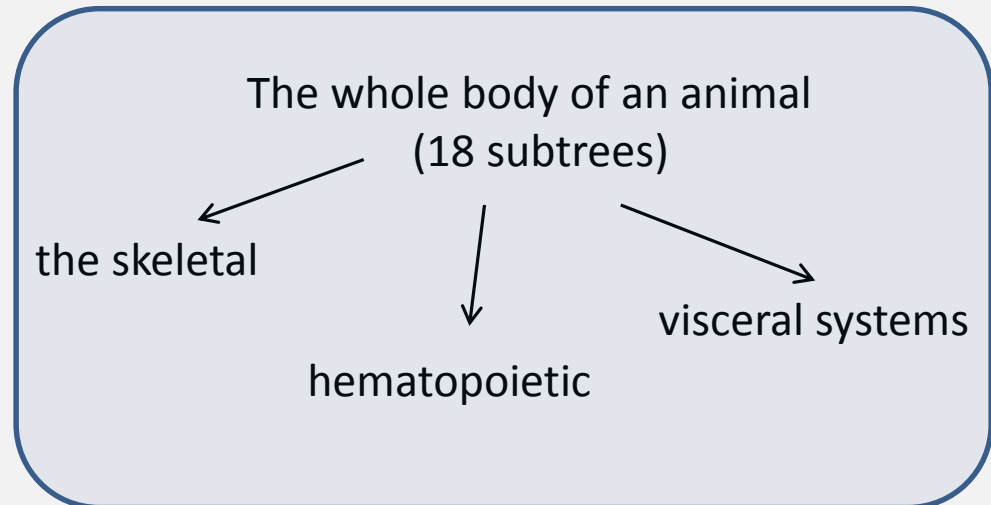 The whole body of an animal
(18 subtrees)
the skeletal
visceral systems
hematopoietic